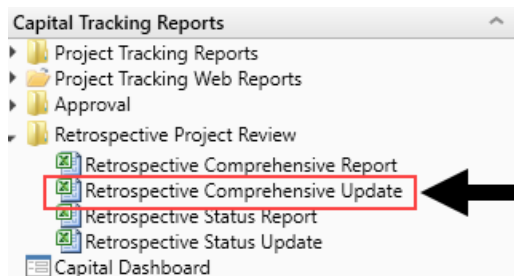 Capital Tracking Reports
Project Tracking Reports
Project Tracking Web Reports
Approval
Retrospective Project Review
Retrospective Comprehensive Report
Retrospective Comprehensive Update
Retrospective Status Report
Retrospective Status Update
Capital Dashboard